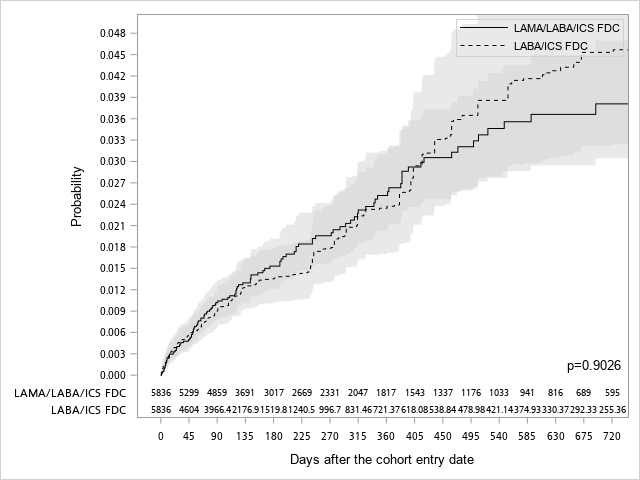 LAMA/LABA/ICS FDC
LABA/ICS FDC
0.048
0.045
0.042
0.039
0.036
0.033
0.030
0.027
0.024
0.021
0.018
0.015
0.012
0.009
0.006
0.003
0.000
Probability
p=0.9026
LAMA/LABA/ICS FDC 5836 5299 4859 3691 3017 2669 2331 2047 1817 1543 1337 1176 1033 941 816 689 595
LABA/ICS FDC 5836 4604 3966.4 2176.9 1519.8 1240.5 996.7 831.46 721.37 618.08 538.84 478.98 421.14 374.93 330.37 292.33 255.36
0 45 90 135 180 225 270 315 360 405 450 495 540 585 630 675 720
Days after the cohort entry date